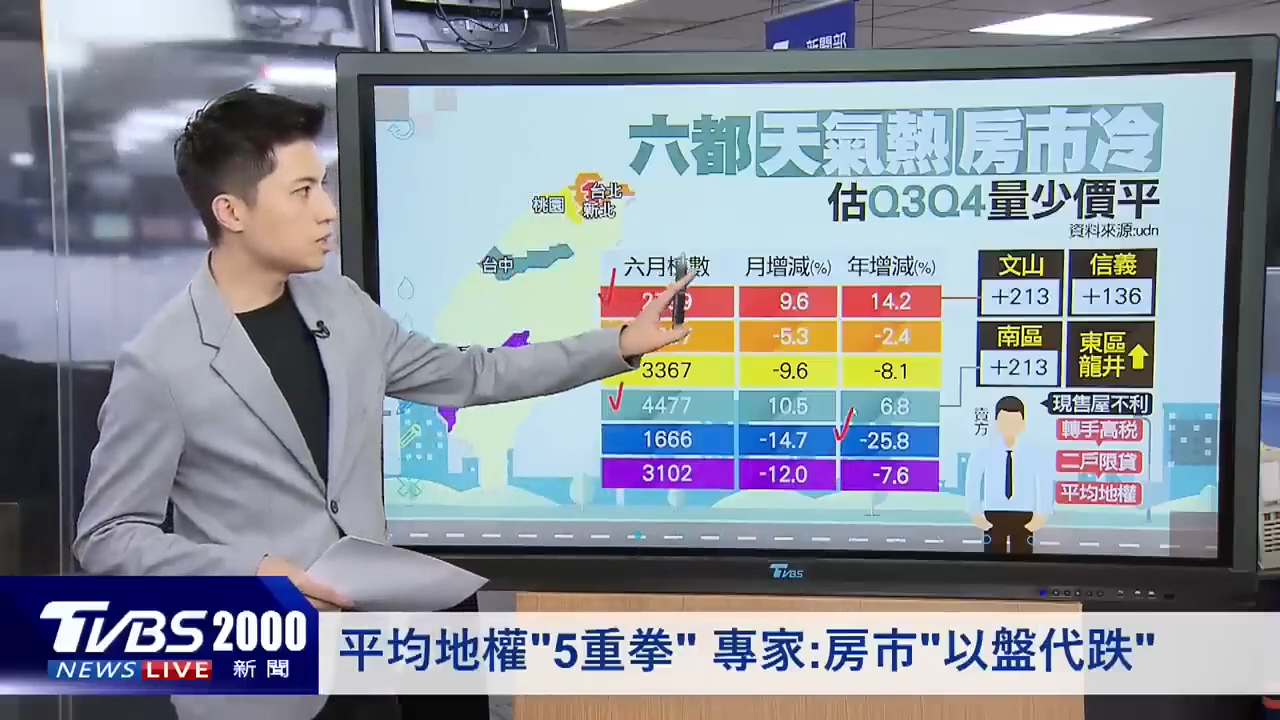 新聞部
六都天氣熱房市冷
估Q3Q4量少價平
資料來源:udn
台北
桃園
新北
台中
六月 數 月增減(%) 年增減(%)
9.6 14.2
-5.3 -2.4
3367 -9.6 -8.1
4477 10.5 6.8
1666 -14.7 -25.8
3102 -12.0 -7.6
文山 信義
+213 +136
南區 東區
+213 龍井
賣方
現售屋不利
轉手高稅
二戶限貸
平均地權
TVBS
TVBS 2000
NEWS LIVE 新聞
平均地權"5重拳" 專家:房市"以盤代跌"